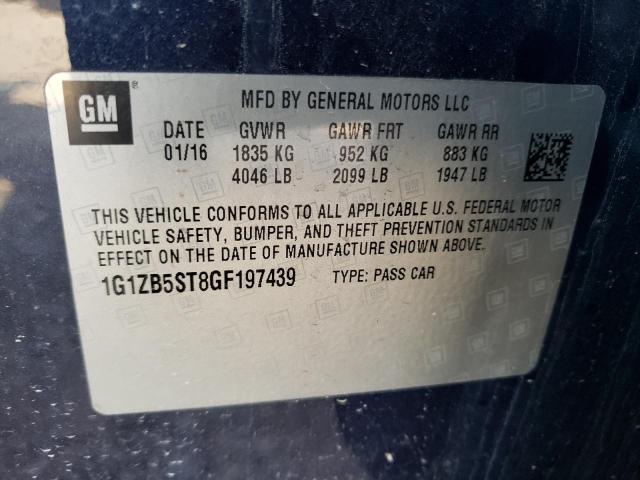 GM
MFD BY GENERAL MOTORS LLC
DATE GVWR GAWR FRT GAWR RR
01/16 1835 KG 952 KG 883 KG
4046 LB 2099 LB 1947 LB
THIS VEHICLE CONFORMS TO ALL APPLICABLE U.S. FEDERAL MOTOR
VEHICLE SAFETY, BUMPER, AND THEFT PREVENTION STANDARDS IN
EFFECT ON THE DATE OF MANUFACTURE SHOWN ABOVE.
1G1ZB5ST8GF197439 TYPE: PASS CAR